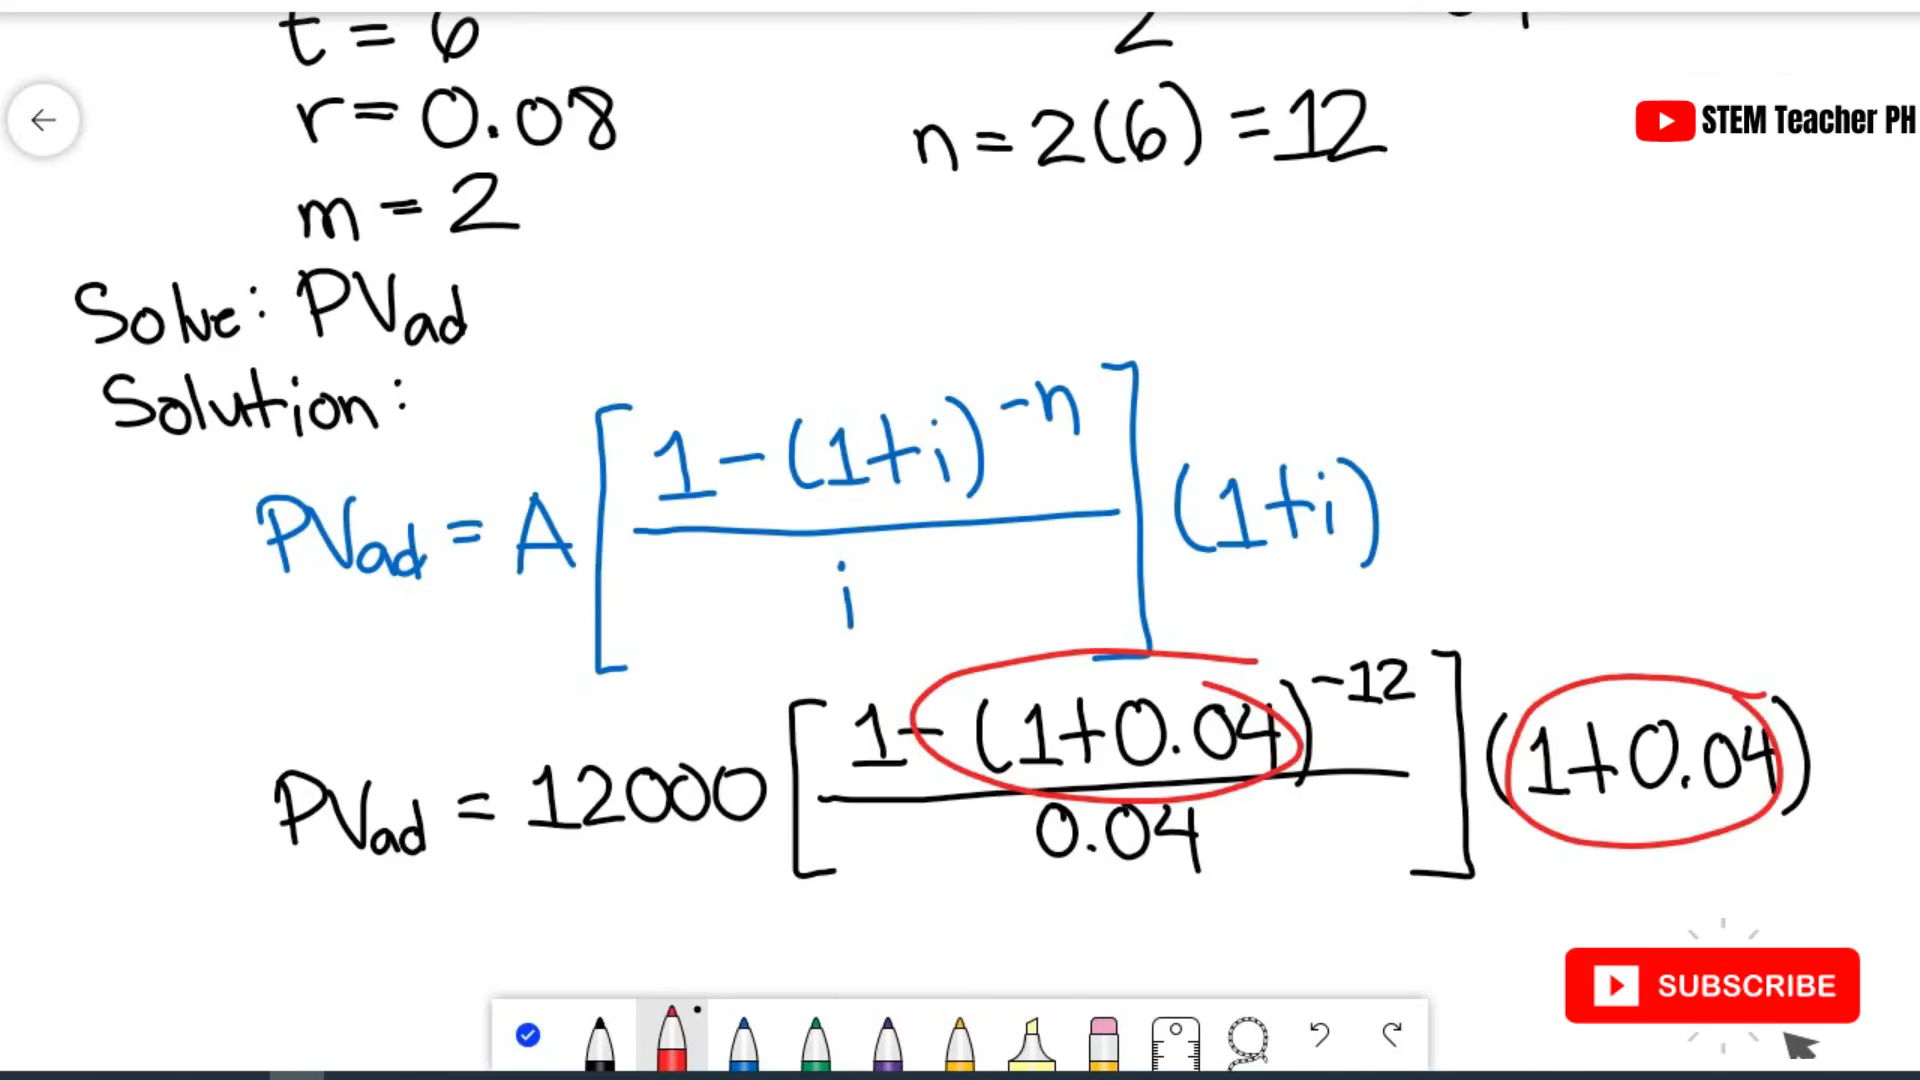 t = 6
2
r = 0.08
n = 2(6) = 12
STEM Teacher PH
m = 2
Solve: PVad
Solution:
PVad = A [ 1-(1+i)^-n / i ] (1+i)
PVad = 12000 [ 1-(1+0.04)^-12 / 0.04 ] (1+0.04)
SUBSCRIBE